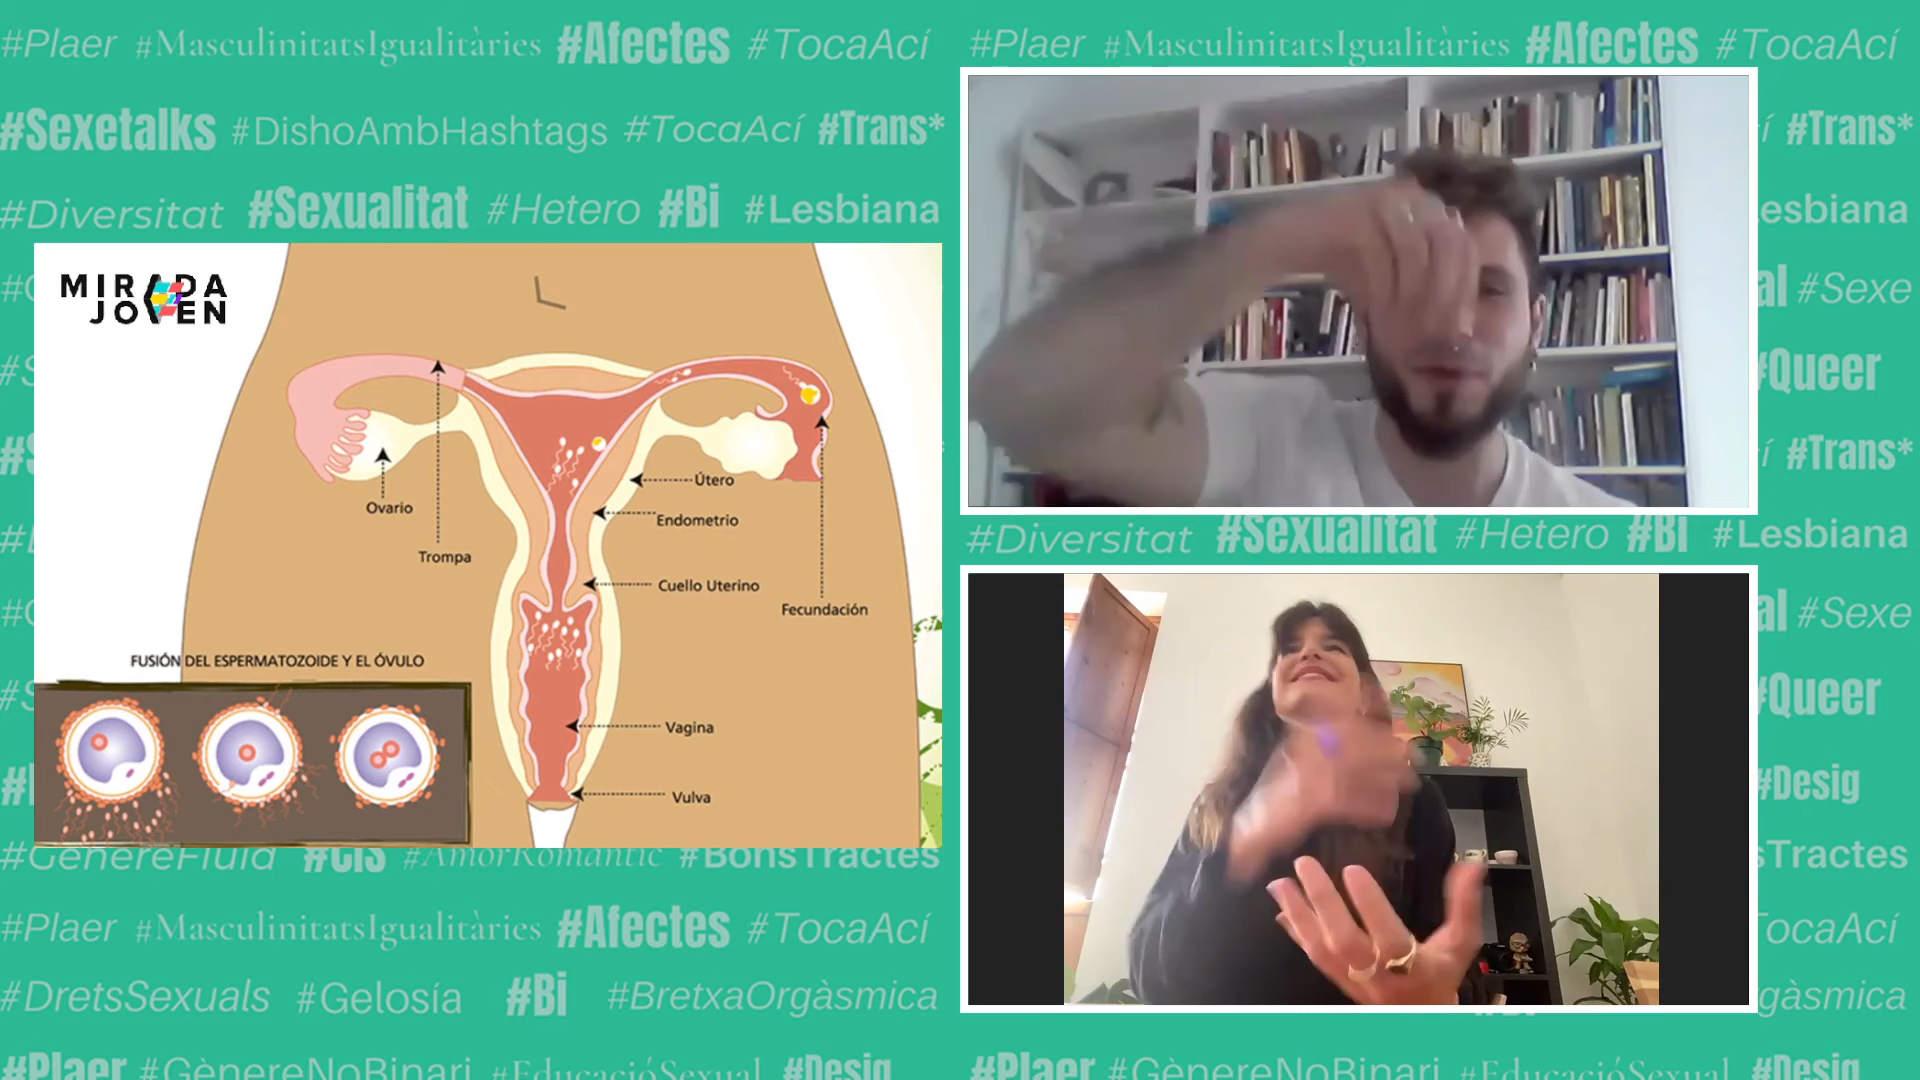 #Plaer #MasculinitatsIgualitàries #Afectes #TocaAcí #Plaer #MasculinitatsIgualitàries #Afectes #TocaAcí
#Sexetalks #DishoAmbHashtags #TocaAcí #Trans* #Trans*
#Diversitat #Sexualitat #Hetero #Bi #Lesbiana esbiana
MIRADA
JOVEN
#Sexe
#Queer
#Trans*
Ovario
Trompa
Útero
Endometrio
Cuello Uterino
Fecundación
FUSIÓN DEL ESPERMATOZOIDE Y EL ÓVULO
Vagina
Vulva
#Diversitat #Sexualitat #Hetero #Bi #Lesbiana
#Sexe
#Queer
#Desig
#GènereFluid #Cis #AmorRomàntic #BonsTractes sTractes
#Plaer #MasculinitatsIgualitàries #Afectes #TocaAcí ocaAcí
#DretsSexuals #Gelosía #Bi #BretxaOrgàsmica gàsmica
#Plaer #GènereNoBinari #EducacióSexual #Desig #Plaer #GènereNoBinari #EducacióSexual #Desig